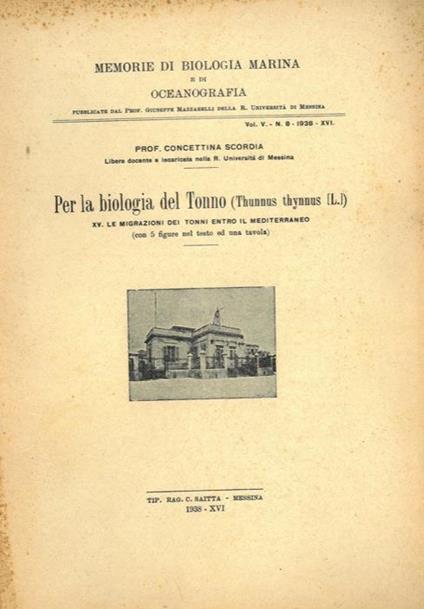 MEMORIE DI BIOLOGIA MARINA
E DI
OCEANOGRAFIA
PUBBLICATE DAL PROF. GIUSEPPE MAZZARELLI DELLA R. UNIVERSITÀ DI MESSINA
Vol. V. - N. 8 - 1938 - XVI.
PROF. CONCETTINA SCORDIA
Libera docente e incaricata nella R. Università di Messina
Per la biologia del Tonno (Thunnus thynnus [L.])
XV. LE MIGRAZIONI DEI TONNI ENTRO IL MEDITERRANEO
(con 5 figure nel testo ed una tavola)
TIP. RAG. C. SAITTA - MESSINA
1938 - XVI